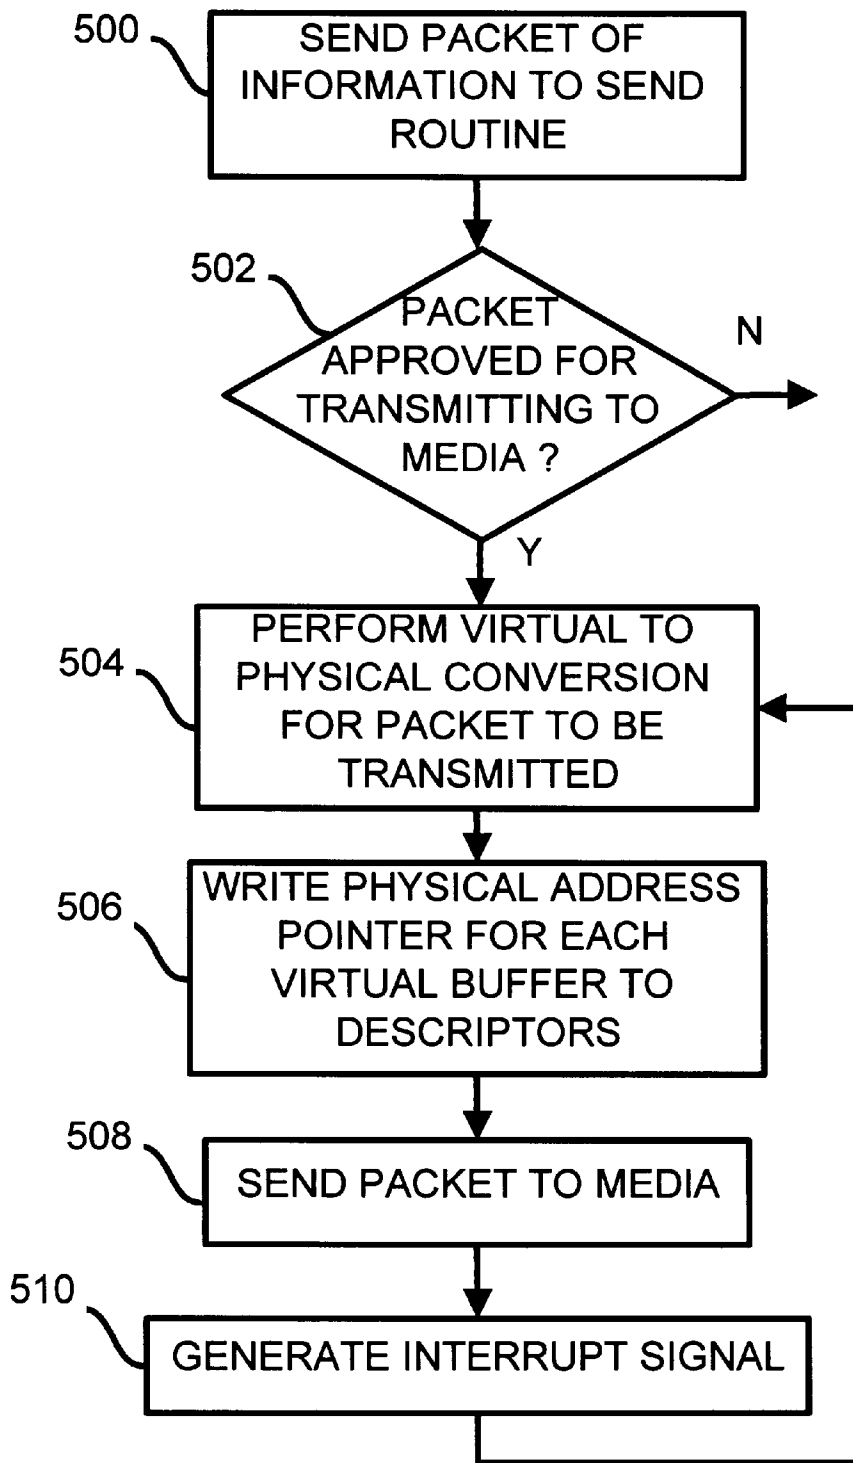 500
SEND PACKET OF
INFORMATION TO SEND
ROUTINE
502
PACKET
APPROVED FOR
TRANSMITTING TO
MEDIA ?
N
Y
504
PERFORM VIRTUAL TO
PHYSICAL CONVERSION
FOR PACKET TO BE
TRANSMITTED
506
WRITE PHYSICAL ADDRESS
POINTER FOR EACH
VIRTUAL BUFFER TO
DESCRIPTORS
508
SEND PACKET TO MEDIA
510
GENERATE INTERRUPT SIGNAL